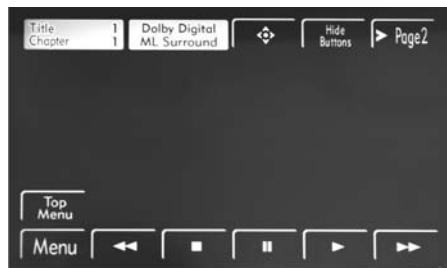 Title 1
Chapter 1
Dolby Digital
ML Surround
Hide
Buttons
Page2
Top
Menu
Menu